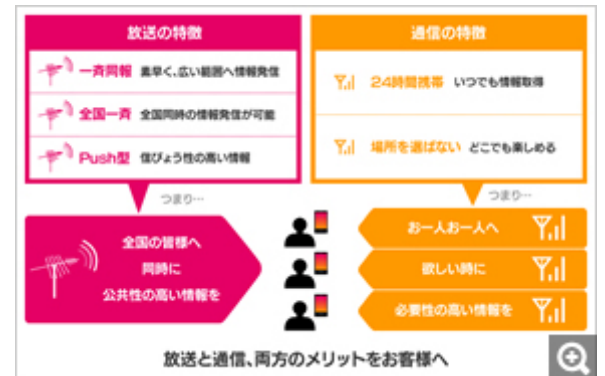 放送の特徴
一斉同報 素早く、広い範囲へ情報発信
全国一斉 全国同時の情報発信が可能
Push型 信ぴょう性の高い情報
つまり…
全国の皆様へ
同時に
公共性の高い情報を
通信の特徴
24時間携帯 いつでも情報取得
場所を選ばない どこでも楽しめる
つまり…
お一人お一人へ
欲しい時に
必要性の高い情報を
放送と通信、両方のメリットをお客様へ